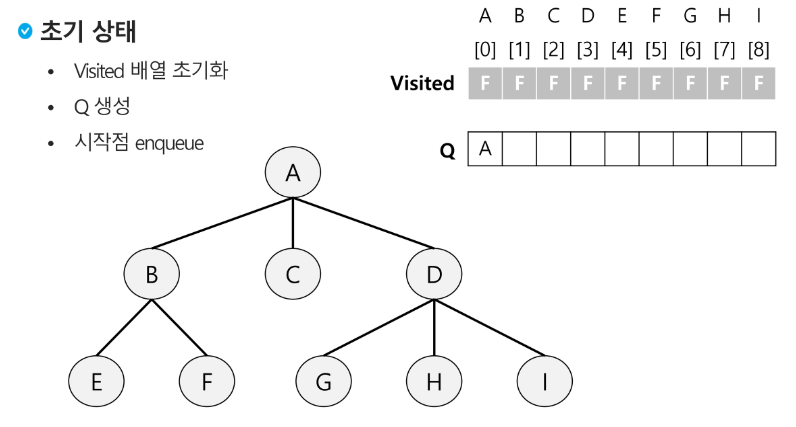 초기 상태
• Visited 배열 초기화
• Q 생성
• 시작점 enqueue
A B C D E F G H I
[0] [1] [2] [3] [4] [5] [6] [7] [8]
Visited F F F F F F F F F
Q A
A
B C D
E F G H I